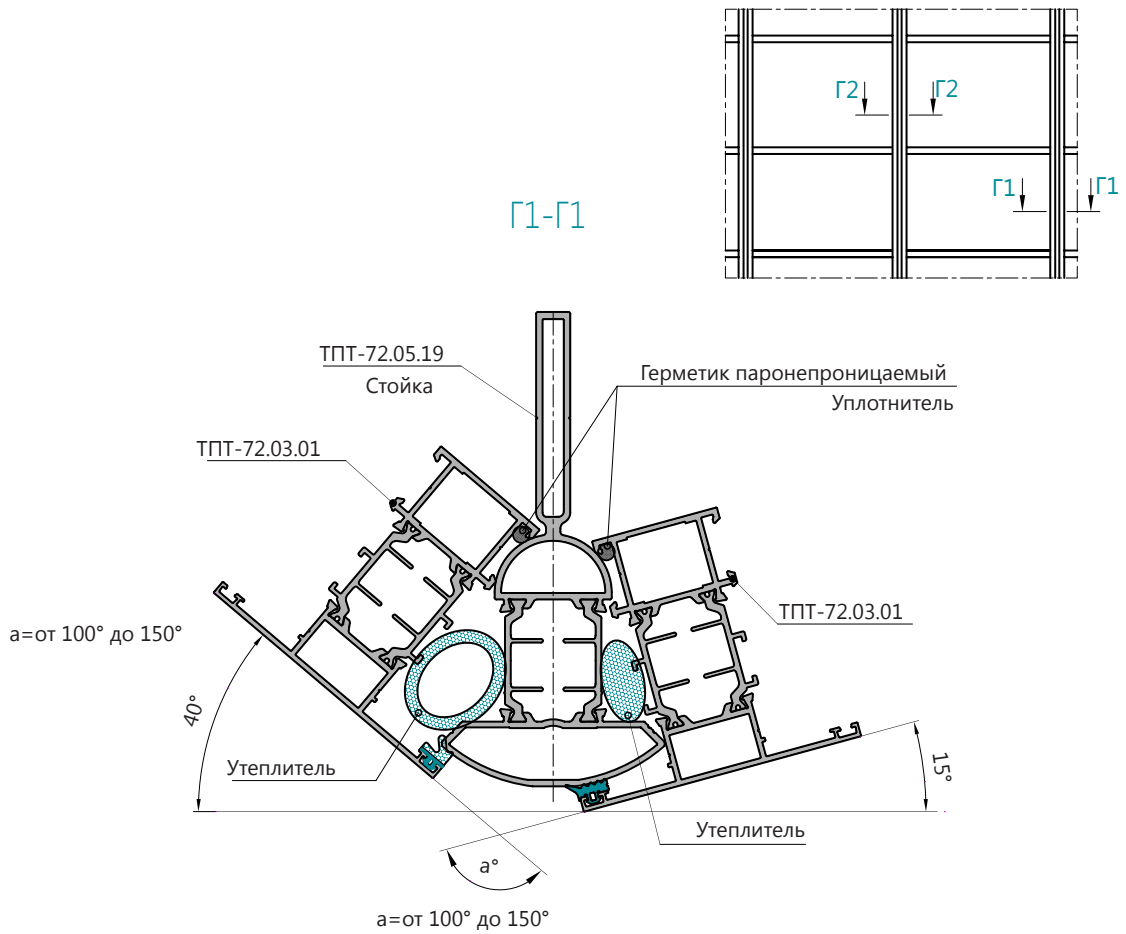 Г2 Г2
Г1 Г1
Г1-Г1
ТПТ-72.05.19
Стойка
Герметик паронепроницаемый
Уплотнитель
ТПТ-72.03.01
ТПТ-72.03.01
a=от 100° до 150°
40°
15°
Утеплитель
Утеплитель
a°
a=от 100° до 150°